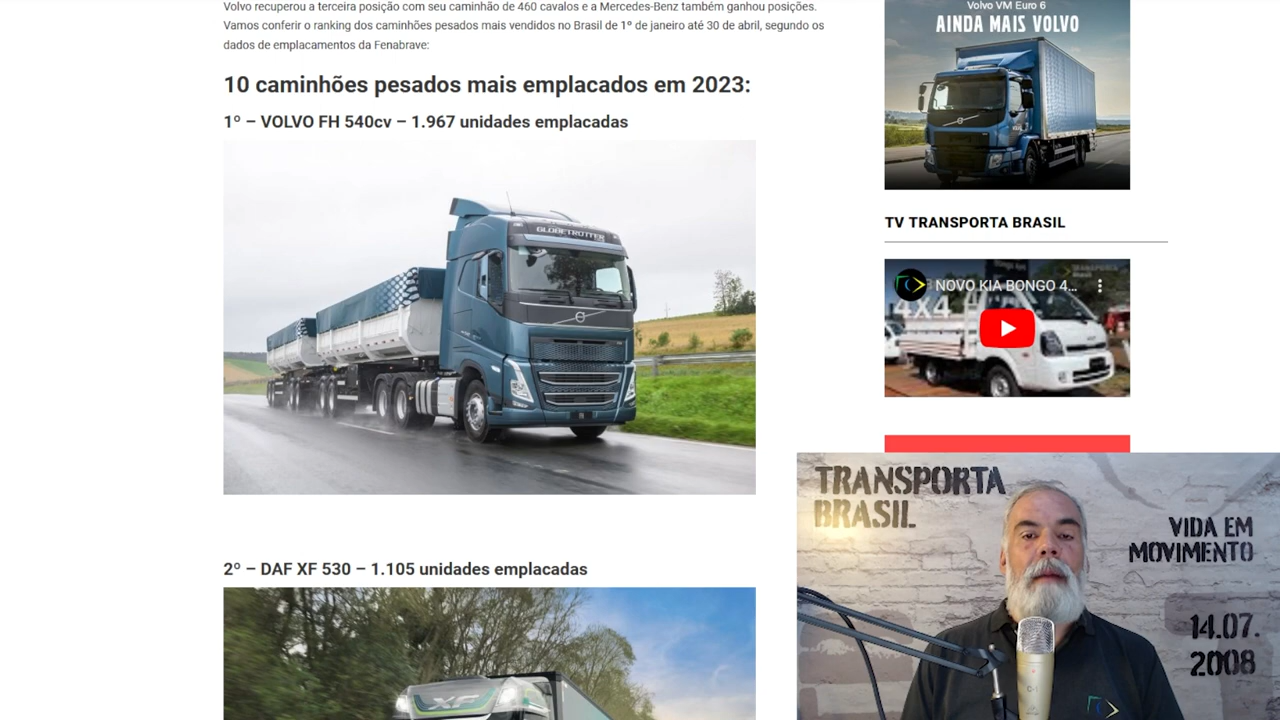 Volvo recuperou a terceira posição com seu caminhão de 460 cavalos e a Mercedes-Benz também ganhou posições.
Vamos conferir o ranking dos caminhões pesados mais vendidos no Brasil de 1º de janeiro até 30 de abril, segundo os
dados de emplacamentos da Fenabrave:
10 caminhões pesados mais emplacados em 2023:
1º – VOLVO FH 540cv – 1.967 unidades emplacadas
GLOBETROTTER
2º – DAF XF 530 – 1.105 unidades emplacadas
XF
Volvo VM Euro 6
AINDA MAIS VOLVO
TV TRANSPORTA BRASIL
NOVO KIA BONGO 4...
4X4
TRANSPORTA
BRASIL
VIDA EM
MOVIMENTO
14.07.
2008
C-1